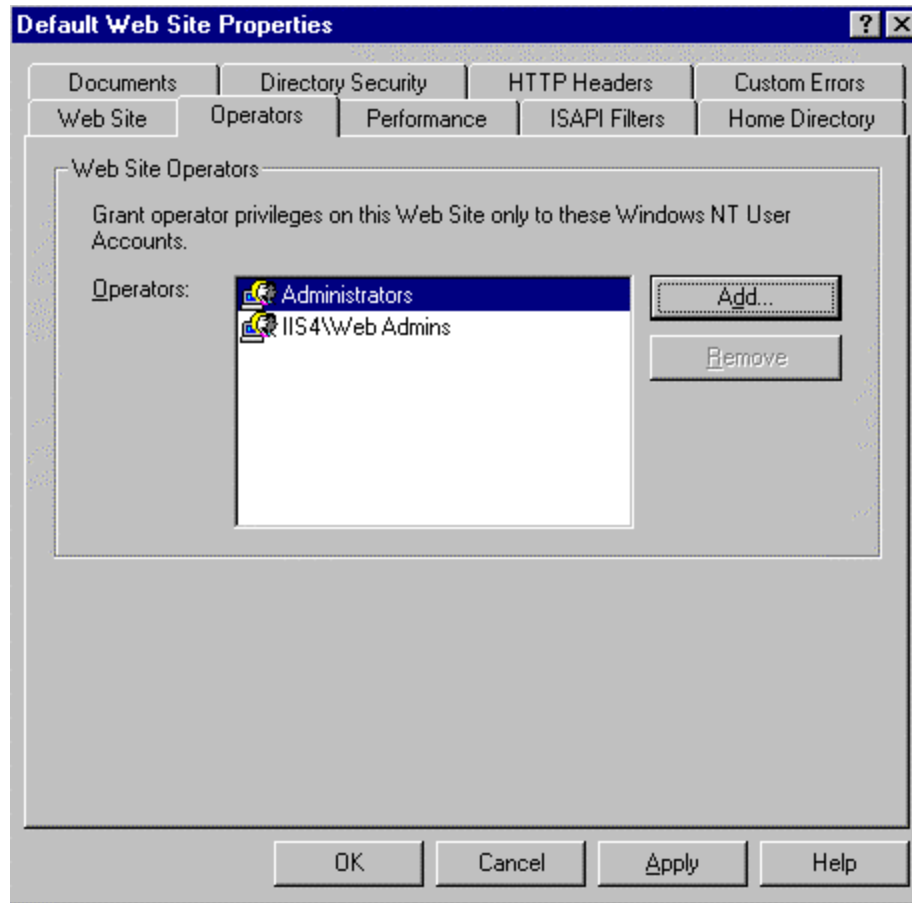 Default Web Site Properties
Documents Directory Security HTTP Headers Custom Errors
Web Site Operators Performance ISAPI Filters Home Directory
Web Site Operators
Grant operator privileges on this Web Site only to these Windows NT User
Accounts.
Operators:
Administrators
IIS4\Web Admins
Add...
Remove
OK Cancel Apply Help